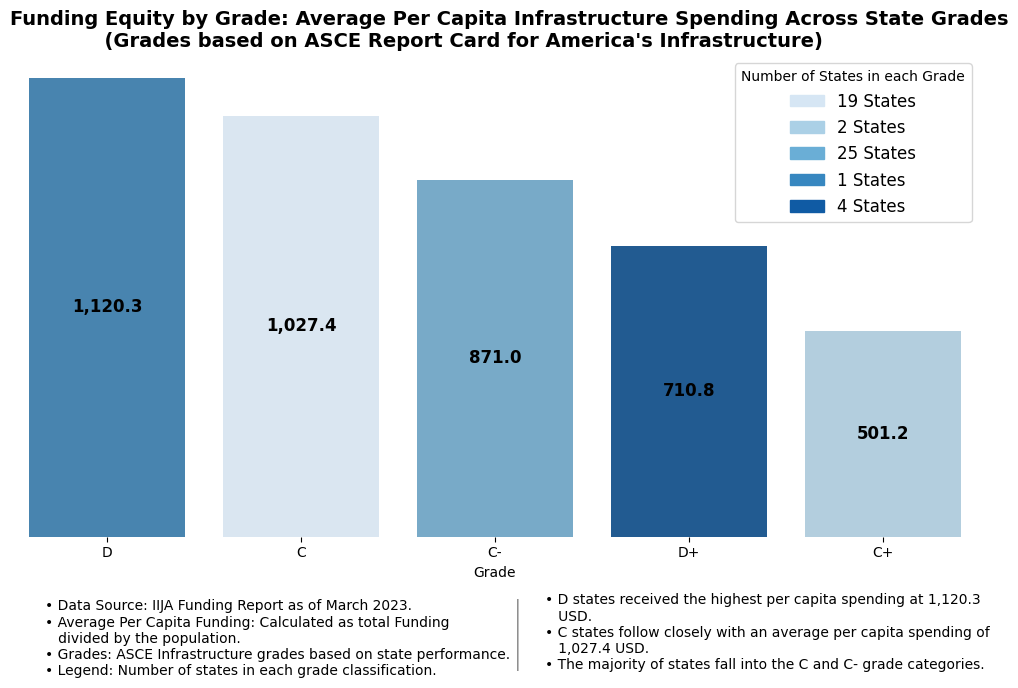 Funding Equity by Grade: Average Per Capita Infrastructure Spending Across State Grades
(Grades based on ASCE Report Card for America's Infrastructure)
Number of States in each Grade
19 States
2 States
25 States
1 States
4 States
1,120.3
1,027.4
871.0
710.8
501.2
D
C
C-
D+
C+
Grade
• Data Source: IIJA Funding Report as of March 2023.
• Average Per Capita Funding: Calculated as total Funding
divided by the population.
• Grades: ASCE Infrastructure grades based on state performance.
• Legend: Number of states in each grade classification.
• D states received the highest per capita spending at 1,120.3
USD.
• C states follow closely with an average per capita spending of
1,027.4 USD.
• The majority of states fall into the C and C- grade categories.